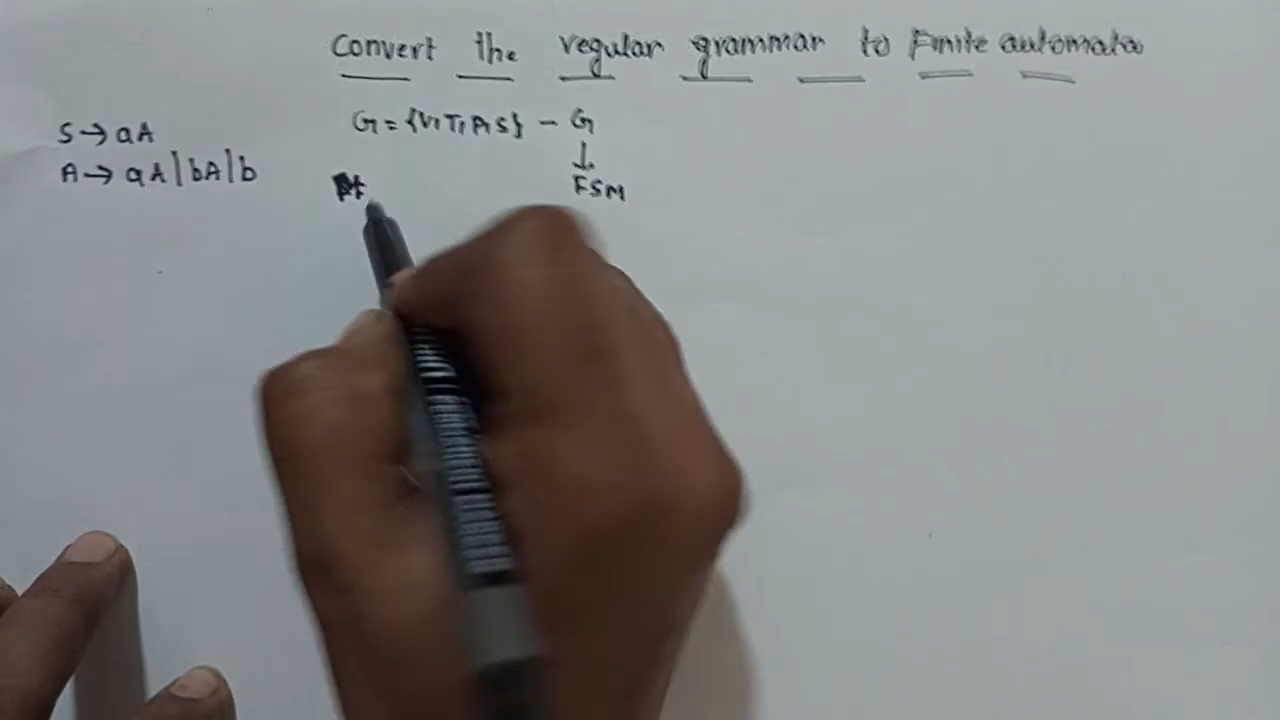 Convert the regular grammar to Finite automata
G = {V, T, P, S} - G
S → aA
↓
A → aA | bA | b
FSM